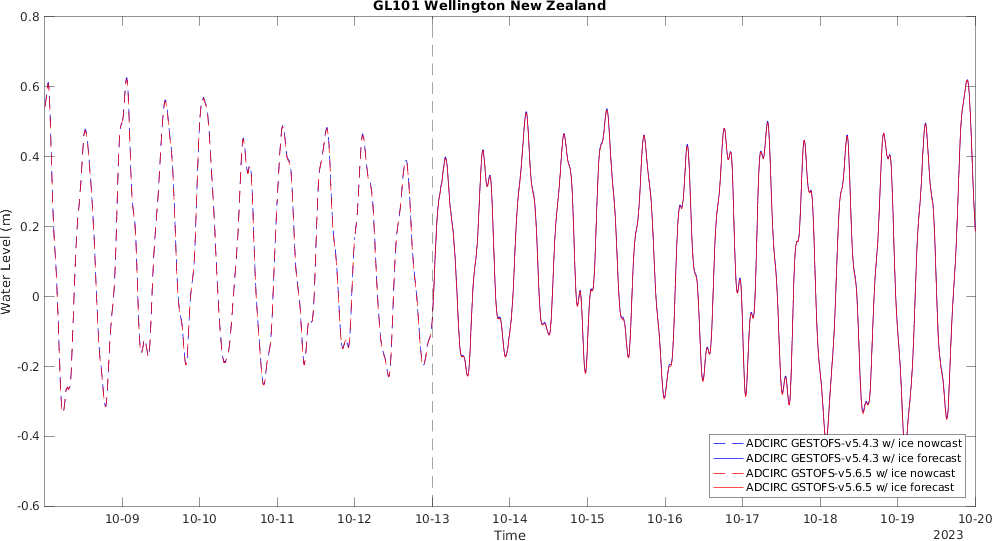 GL101 Wellington New Zealand
0.8
0.6
0.4
0.2
0
-0.2
-0.4
-0.6
Water Level (m)
ADCIRC GESTOFS-v5.4.3 w/ ice nowcast
ADCIRC GESTOFS-v5.4.3 w/ ice forecast
ADCIRC GSTOFS-v5.6.5 w/ ice nowcast
ADCIRC GSTOFS-v5.6.5 w/ ice forecast
10-09 10-10 10-11 10-12 10-13 10-14 10-15 10-16 10-17 10-18 10-19 10-20
Time
2023